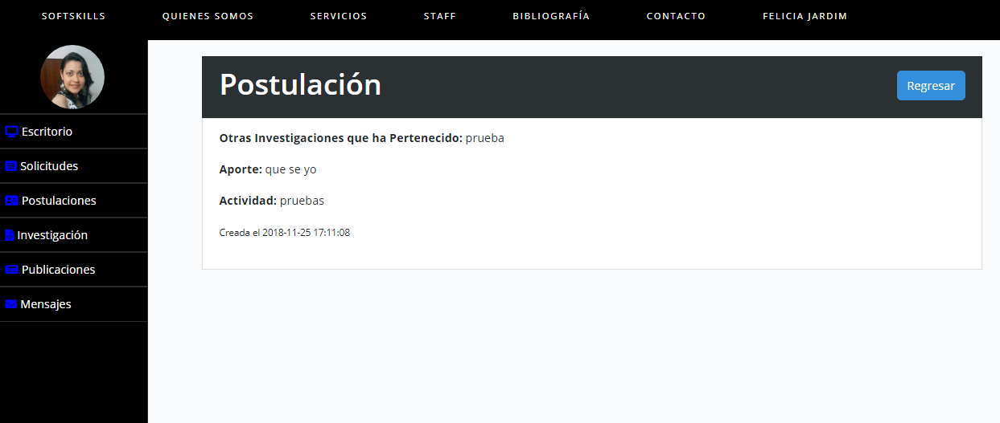 SOFTSKILLS QUIENES SOMOS SERVICIOS STAFF BIBLIOGRAFÍA CONTACTO FELICIA JARDIM
Escritorio
Solicitudes
Postulaciones
Investigación
Publicaciones
Mensajes
Postulación
Regresar
Otras Investigaciones que ha Pertenecido: prueba
Aporte: que se yo
Actividad: pruebas
Creada el 2018-11-25 17:11:08